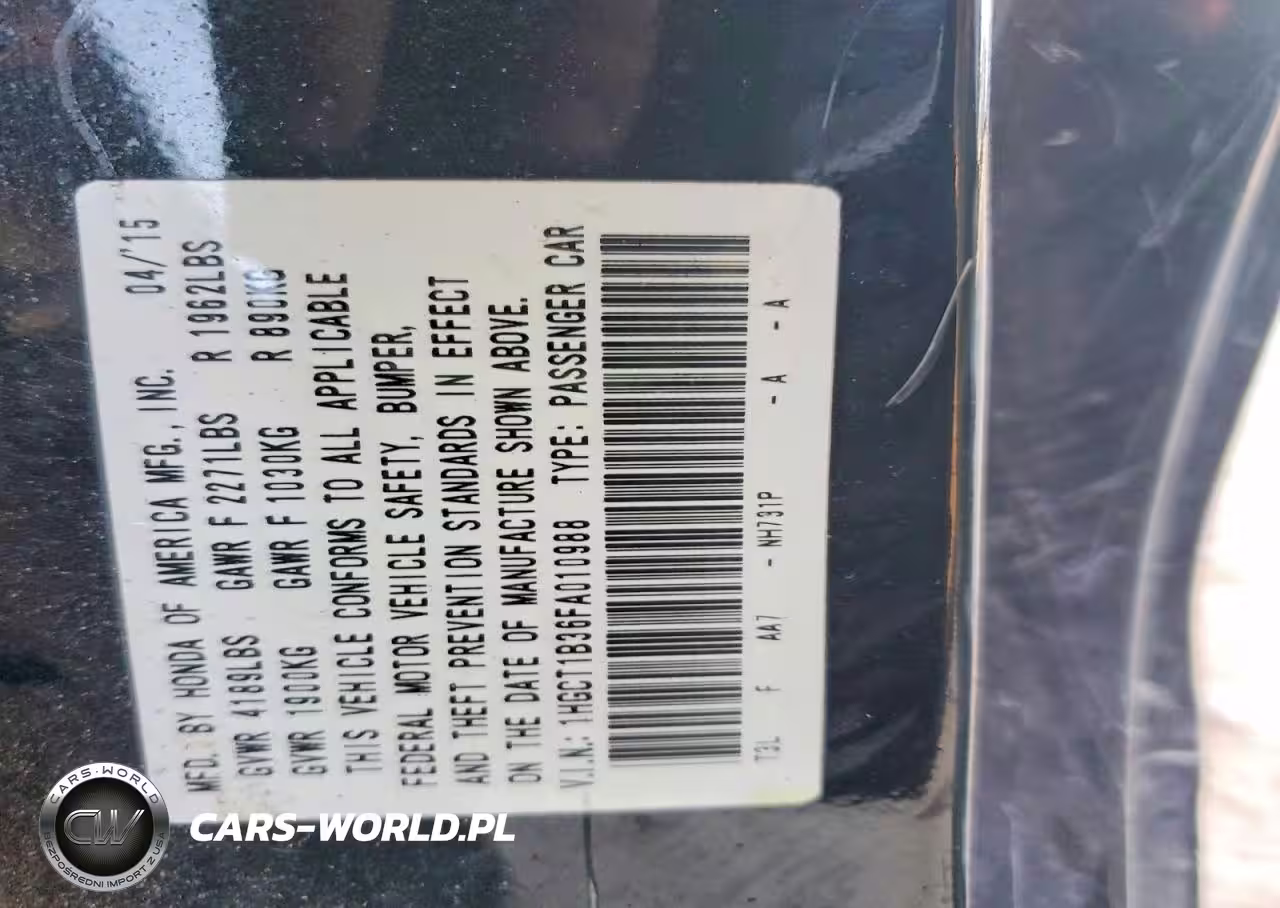 MFD. BY HONDA OF AMERICA MFG., INC. 04/'15
GVWR 4189LBS GAWR F 2271LBS R 1962LBS
GVWR 1900KG GAWR F 1030KG R 890KG
THIS VEHICLE CONFORMS TO ALL APPLICABLE
FEDERAL MOTOR VEHICLE SAFETY, BUMPER,
AND THEFT PREVENTION STANDARDS IN EFFECT
ON THE DATE OF MANUFACTURE SHOWN ABOVE.
V.I.N.: 1HGCT1B36FA010988 TYPE: PASSENGER CAR
T3L F AA7 - NH731P - A - A
CARS-WORLD
CW
BEZPOŚREDNI IMPORT Z USA
CARS-WORLD.PL